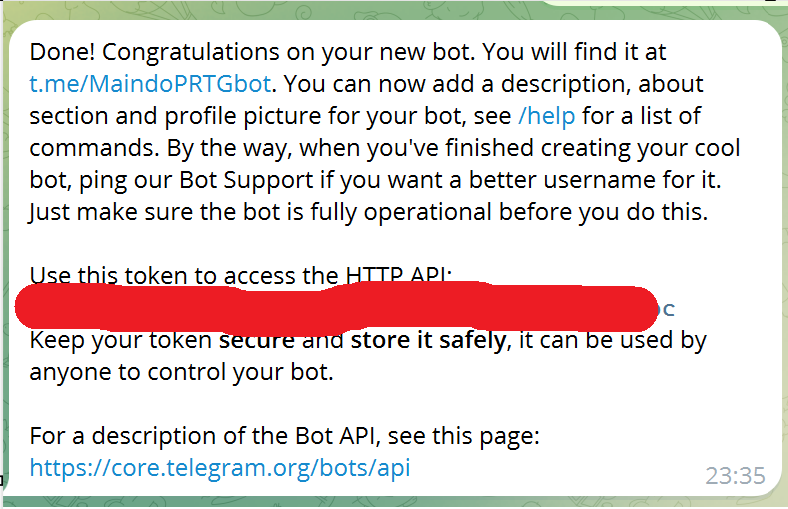 Done! Congratulations on your new bot. You will find it at
t.me/MaindoPRTGbot. You can now add a description, about
section and profile picture for your bot, see /help for a list of
commands. By the way, when you've finished creating your cool
bot, ping our Bot Support if you want a better username for it.
Just make sure the bot is fully operational before you do this.
Use this token to access the HTTP API:
c
Keep your token secure and store it safely, it can be used by
anyone to control your bot.
For a description of the Bot API, see this page:
https://core.telegram.org/bots/api
23:35